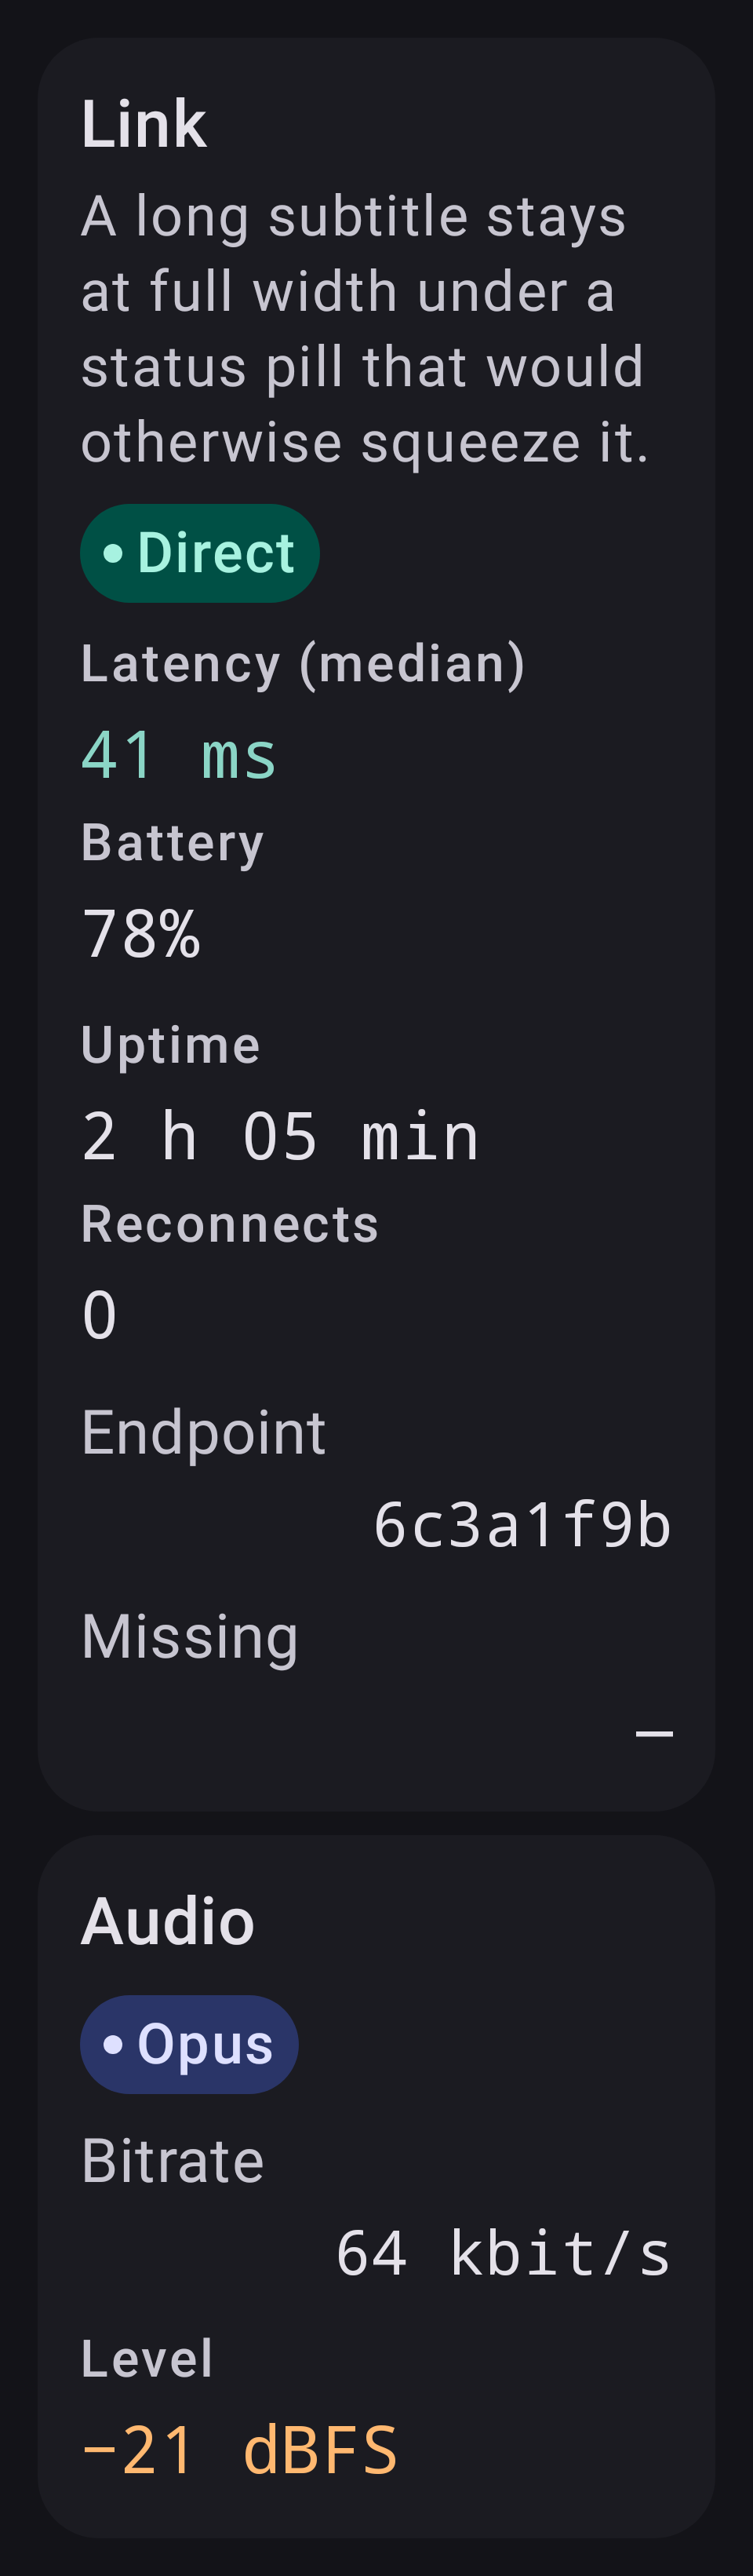 Link
A long subtitle stays
at full width under a
status pill that would
otherwise squeeze it.
Direct
Latency (median)
41 ms
Battery
78%
Uptime
2 h 05 min
Reconnects
0
Endpoint
6c3a1f9b
Missing
—
Audio
Opus
Bitrate
64 kbit/s
Level
−21 dBFS